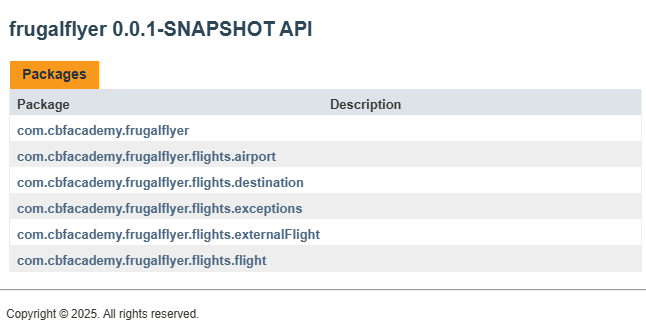 frugalflyer 0.0.1-SNAPSHOT API
Packages
Package Description
com.cbfacademy.frugalflyer
com.cbfacademy.frugalflyer.flights.airport
com.cbfacademy.frugalflyer.flights.destination
com.cbfacademy.frugalflyer.flights.exceptions
com.cbfacademy.frugalflyer.flights.externalFlight
com.cbfacademy.frugalflyer.flights.flight
Copyright © 2025. All rights reserved.